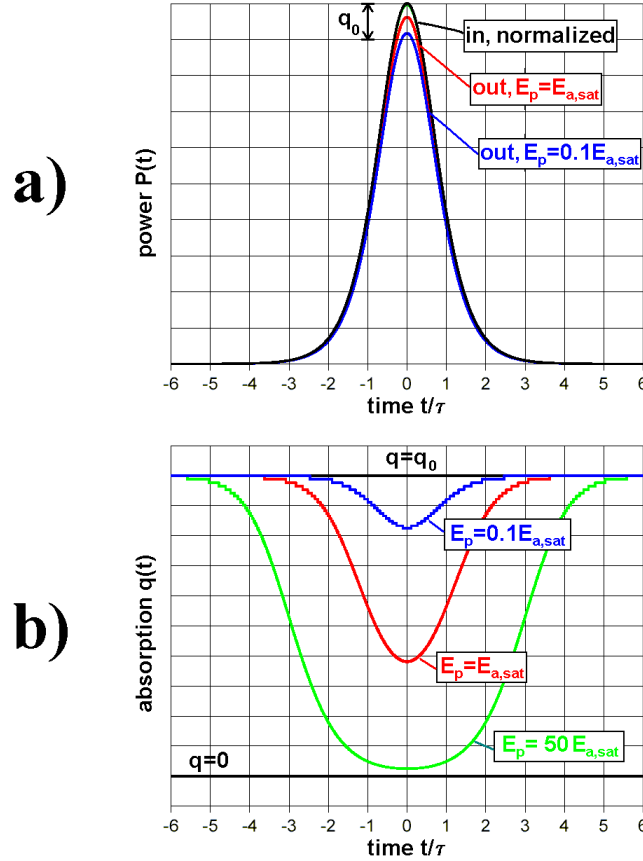 a)
q₀
in, normalized
out, Eₚ=Eₐ,ₛₐₜ
out, Eₚ=0.1Eₐ,ₛₐₜ
power P(t)
-6 -5 -4 -3 -2 -1 0 1 2 3 4 5 6
time t/τ
b)
q=q₀
Eₚ=0.1Eₐ,ₛₐₜ
Eₚ=Eₐ,ₛₐₜ
Eₚ= 50 Eₐ,ₛₐₜ
q=0
absorption q(t)
-6 -5 -4 -3 -2 -1 0 1 2 3 4 5 6
time t/τ